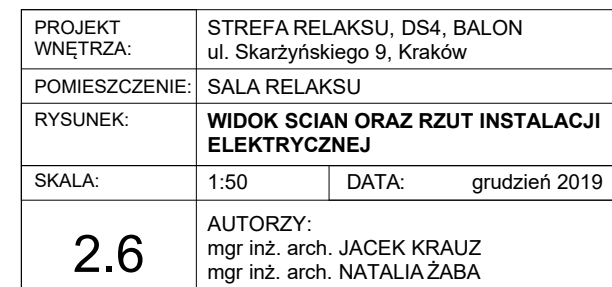 PROJEKT
WNĘTRZA:
STREFA RELAKSU, DS4, BALON
ul. Skarżyńskiego 9, Kraków
POMIESZCZENIE:
SALA RELAKSU
RYSUNEK:
WIDOK SCIAN ORAZ RZUT INSTALACJI
ELEKTRYCZNEJ
SKALA:
1:50
DATA:
grudzień 2019
2.6
AUTORZY:
mgr inż. arch. JACEK KRAUZ
mgr inż. arch. NATALIA ŻABA